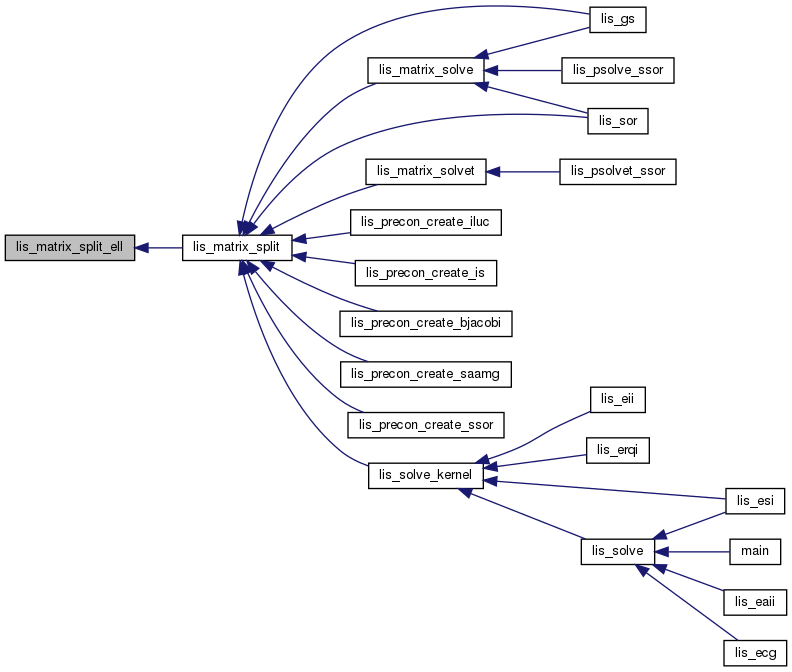 lis_gs
lis_matrix_solve
lis_psolve_ssor
lis_sor
lis_matrix_solvet
lis_psolvet_ssor
lis_precon_create_iluc
lis_matrix_split_ell
lis_matrix_split
lis_precon_create_is
lis_precon_create_bjacobi
lis_precon_create_saamg
lis_eii
lis_precon_create_ssor
lis_erqi
lis_solve_kernel
lis_esi
lis_solve
main
lis_eaii
lis_ecg